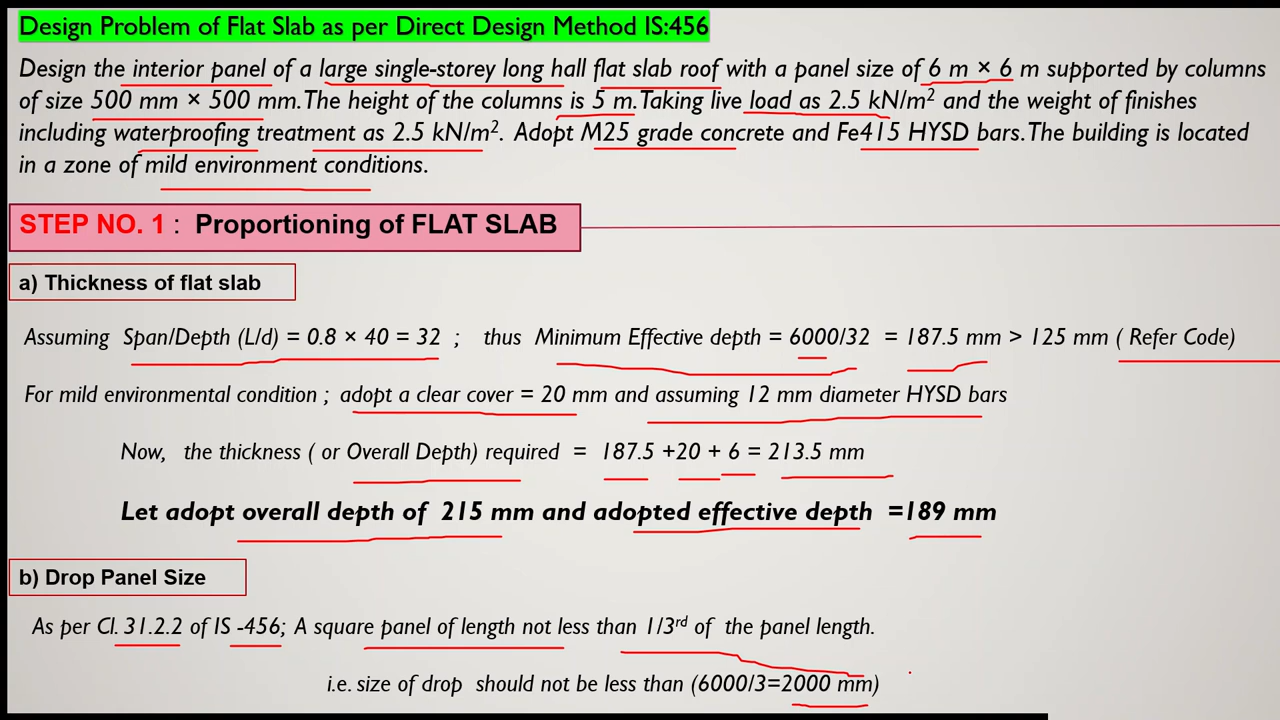 Design Problem of Flat Slab as per Direct Design Method IS:456
Design the interior panel of a large single-storey long hall flat slab roof with a panel size of 6 m × 6 m supported by columns
of size 500 mm × 500 mm. The height of the columns is 5 m. Taking live load as 2.5 kN/m² and the weight of finishes
including waterproofing treatment as 2.5 kN/m². Adopt M25 grade concrete and Fe415 HYSD bars. The building is located
in a zone of mild environment conditions.
STEP NO. 1 : Proportioning of FLAT SLAB
a) Thickness of flat slab
Assuming Span/Depth (L/d) = 0.8 × 40 = 32 ; thus Minimum Effective depth = 6000/32 = 187.5 mm > 125 mm ( Refer Code)
For mild environmental condition ; adopt a clear cover = 20 mm and assuming 12 mm diameter HYSD bars
Now, the thickness ( or Overall Depth) required = 187.5 +20 + 6 = 213.5 mm
Let adopt overall depth of 215 mm and adopted effective depth =189 mm
b) Drop Panel Size
As per Cl. 31.2.2 of IS -456; A square panel of length not less than 1/3rd of the panel length.
i.e. size of drop should not be less than (6000/3=2000 mm)